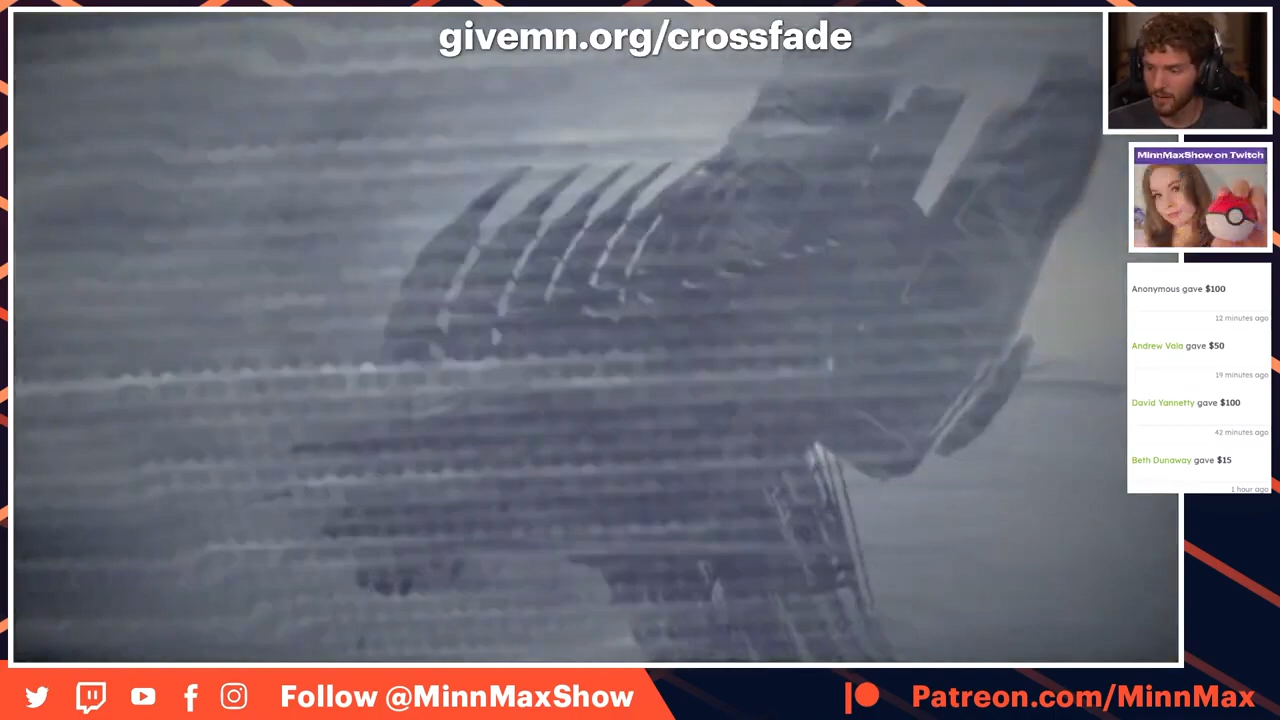 givemn.org/crossfade
MinnMaxShow on Twitch
Anonymous gave $100
12 minutes ago
Andrew Vala gave $50
19 minutes ago
David Yannetty gave $100
42 minutes ago
Beth Dunaway gave $15
1 hour ago
Follow @MinnMaxShow
Patreon.com/MinnMax